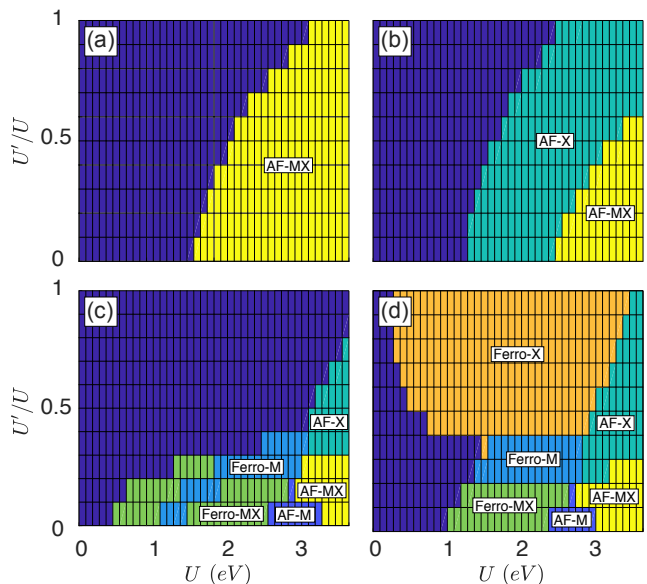 (a)
(b)
1
0.5
0
U′/U
AF-MX
AF-X
AF-MX
(c)
(d)
1
0.5
0
U′/U
AF-X
Ferro-M
AF-MX
Ferro-MX
AF-M
Ferro-X
AF-X
Ferro-M
AF-MX
Ferro-MX
AF-M
0 1 2 3
0 1 2 3
U (eV)
U (eV)